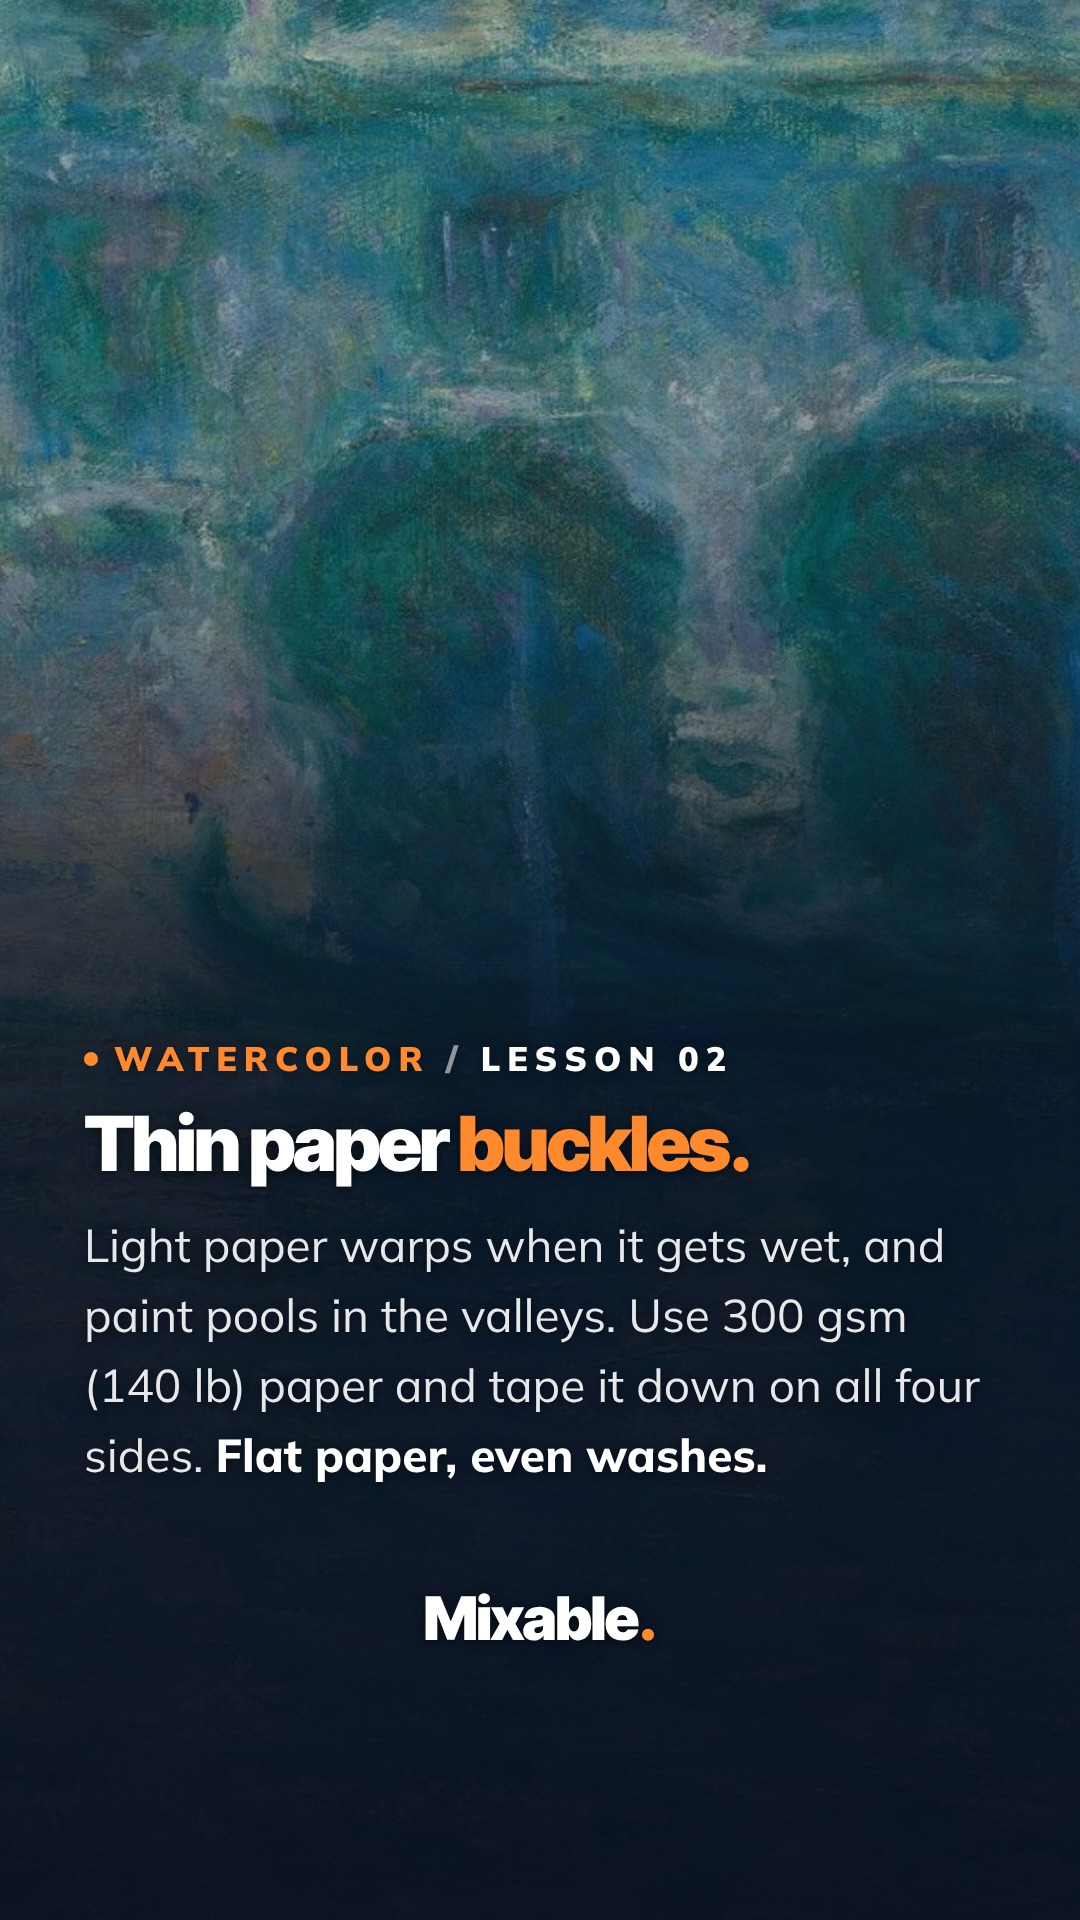 • WATERCOLOR / LESSON 02
Thin paper buckles.
Light paper warps when it gets wet, and
paint pools in the valleys. Use 300 gsm
(140 lb) paper and tape it down on all four
sides. Flat paper, even washes.
Mixable.